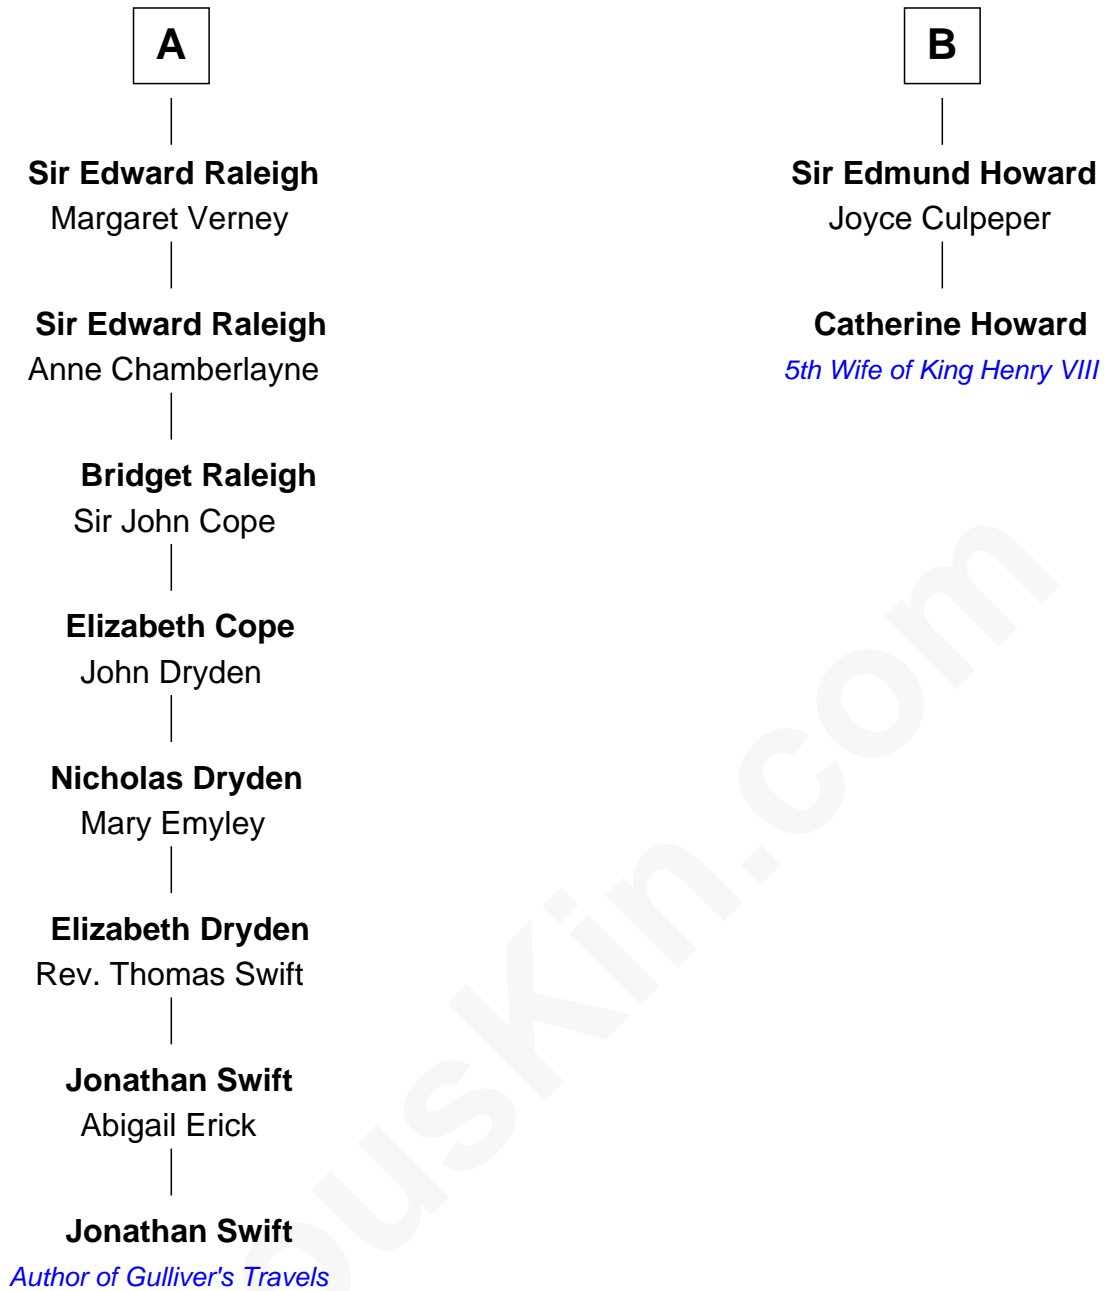 A
Sir Edward Raleigh
Margaret Verney
Sir Edward Raleigh
Anne Chamberlayne
Bridget Raleigh
Sir John Cope
Elizabeth Cope
John Dryden
Nicholas Dryden
Mary Emyley
Elizabeth Dryden
Rev. Thomas Swift
Jonathan Swift
Abigail Erick
Jonathan Swift
Author of Gulliver's Travels
B
Sir Edmund Howard
Joyce Culpeper
Catherine Howard
5th Wife of King Henry VIII
ousKin.com